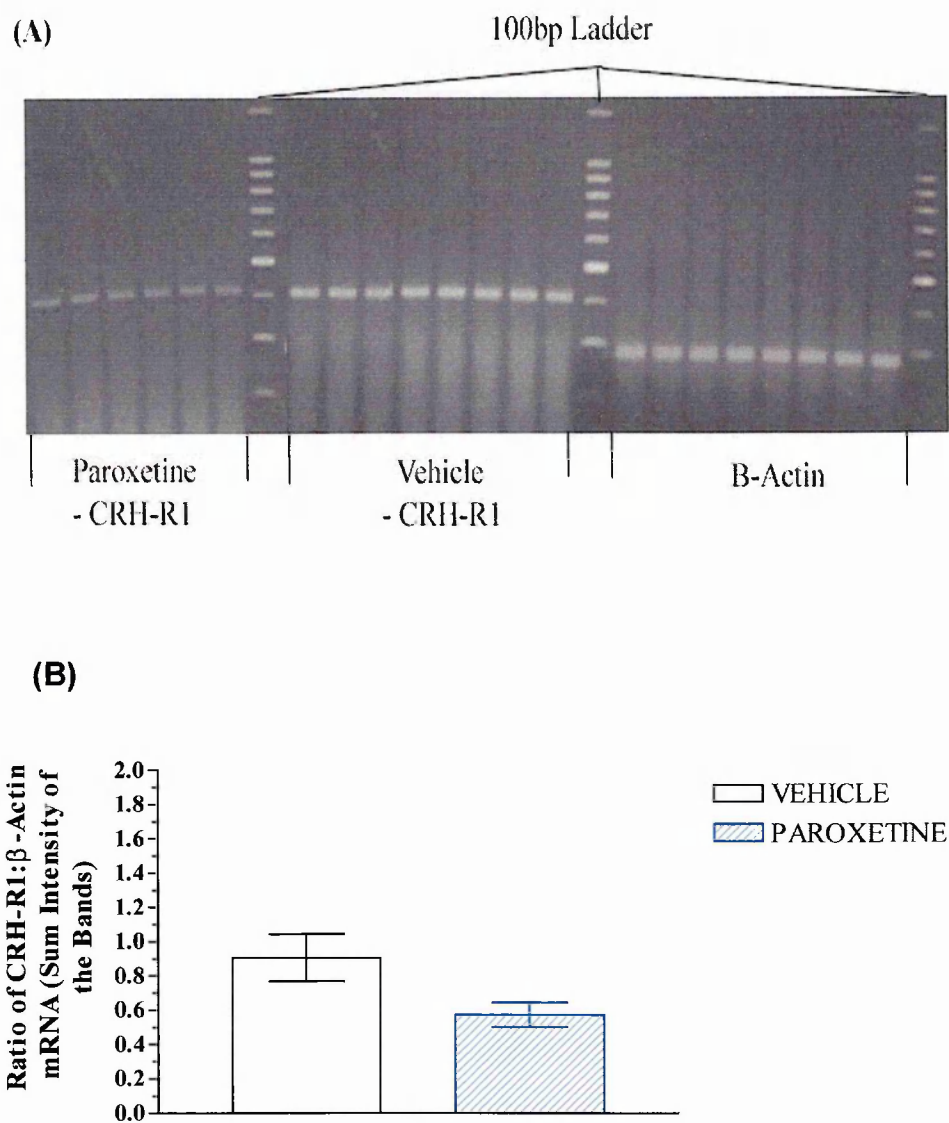 (A)
100bp Ladder
Paroxetine
- CRH-R1
Vehicle
- CRH-R1
B-Actin
(B)
Ratio of CRH-R1:β-Actin
mRNA (Sum Intensity of
the Bands)
2.0
1.8
1.6
1.4
1.2
1.0
0.8
0.6
0.4
0.2
0.0
VEHICLE
PAROXETINE